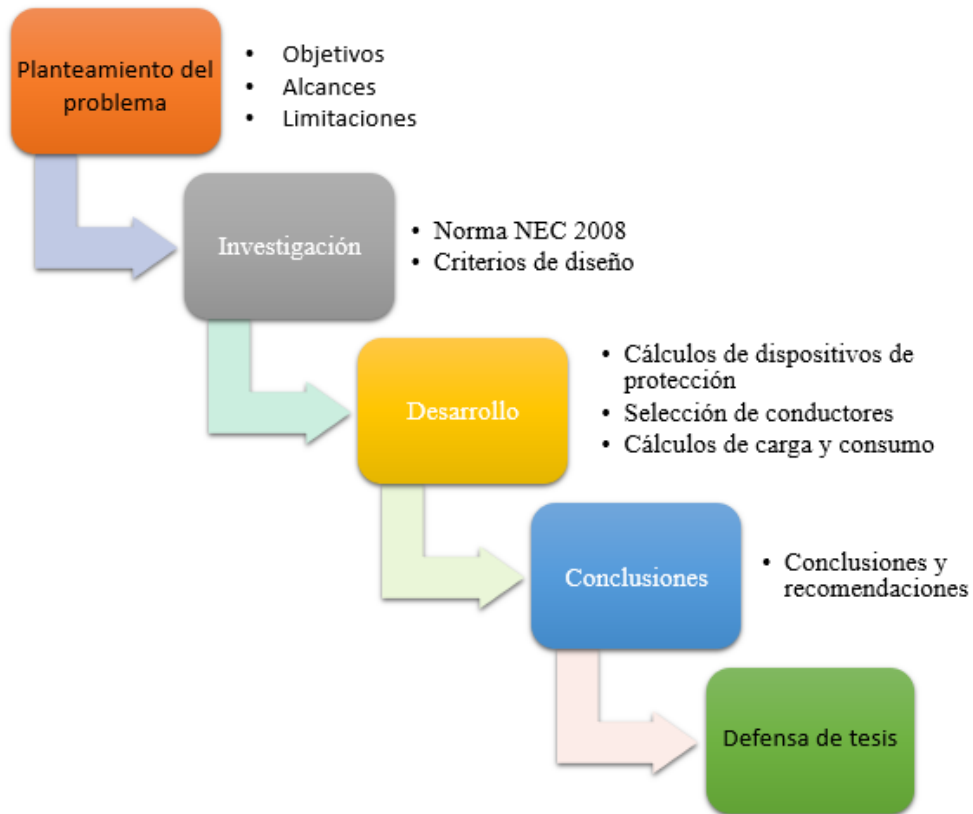 Planteamiento del
problema
• Objetivos
• Alcances
• Limitaciones
Investigación
• Norma NEC 2008
• Criterios de diseño
Desarrollo
• Cálculos de dispositivos de
protección
• Selección de conductores
• Cálculos de carga y consumo
Conclusiones
• Conclusiones y
recomendaciones
Defensa de tesis